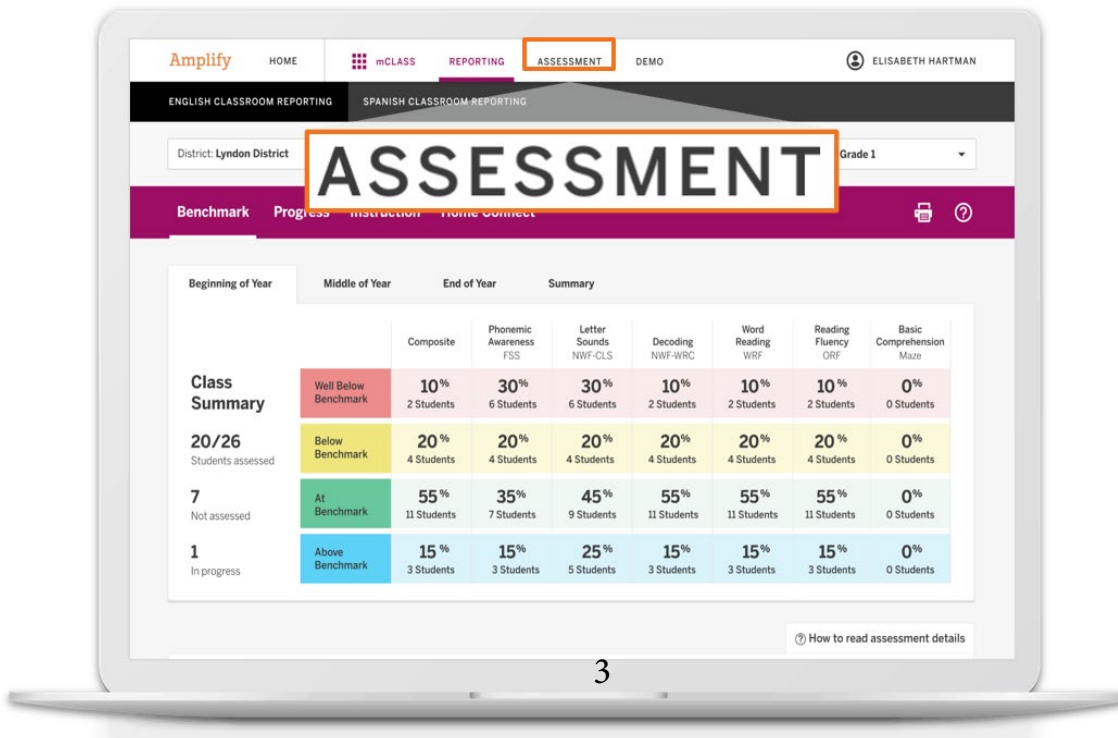 Amplify HOME mCLASS REPORTING ASSESSMENT DEMO ELISABETH HARTMAN
ENGLISH CLASSROOM REPORTING SPANISH CLASSROOM REPORTING
District: Lyndon District Grade 1
ASSESSMENT
Benchmark Progress Instruction Home Connect
Beginning of Year Middle of Year End of Year Summary
Composite Phonemic Awareness FSS Letter Sounds NWF-CLS Decoding NWF-WRC Word Reading WRF Reading Fluency ORF Basic Comprehension Maze
Class Summary
Well Below Benchmark 10% 30% 30% 10% 10% 10% 0%
2 Students 6 Students 6 Students 2 Students 2 Students 2 Students 0 Students
20/26 Students assessed
Below Benchmark 20% 20% 20% 20% 20% 20% 0%
4 Students 4 Students 4 Students 4 Students 4 Students 4 Students 0 Students
7 Not assessed
At Benchmark 55% 35% 45% 55% 55% 55% 0%
11 Students 7 Students 9 Students 11 Students 11 Students 11 Students 0 Students
1 In progress
Above Benchmark 15% 15% 25% 15% 15% 15% 0%
3 Students 3 Students 5 Students 3 Students 3 Students 3 Students 0 Students
? How to read assessment details
3